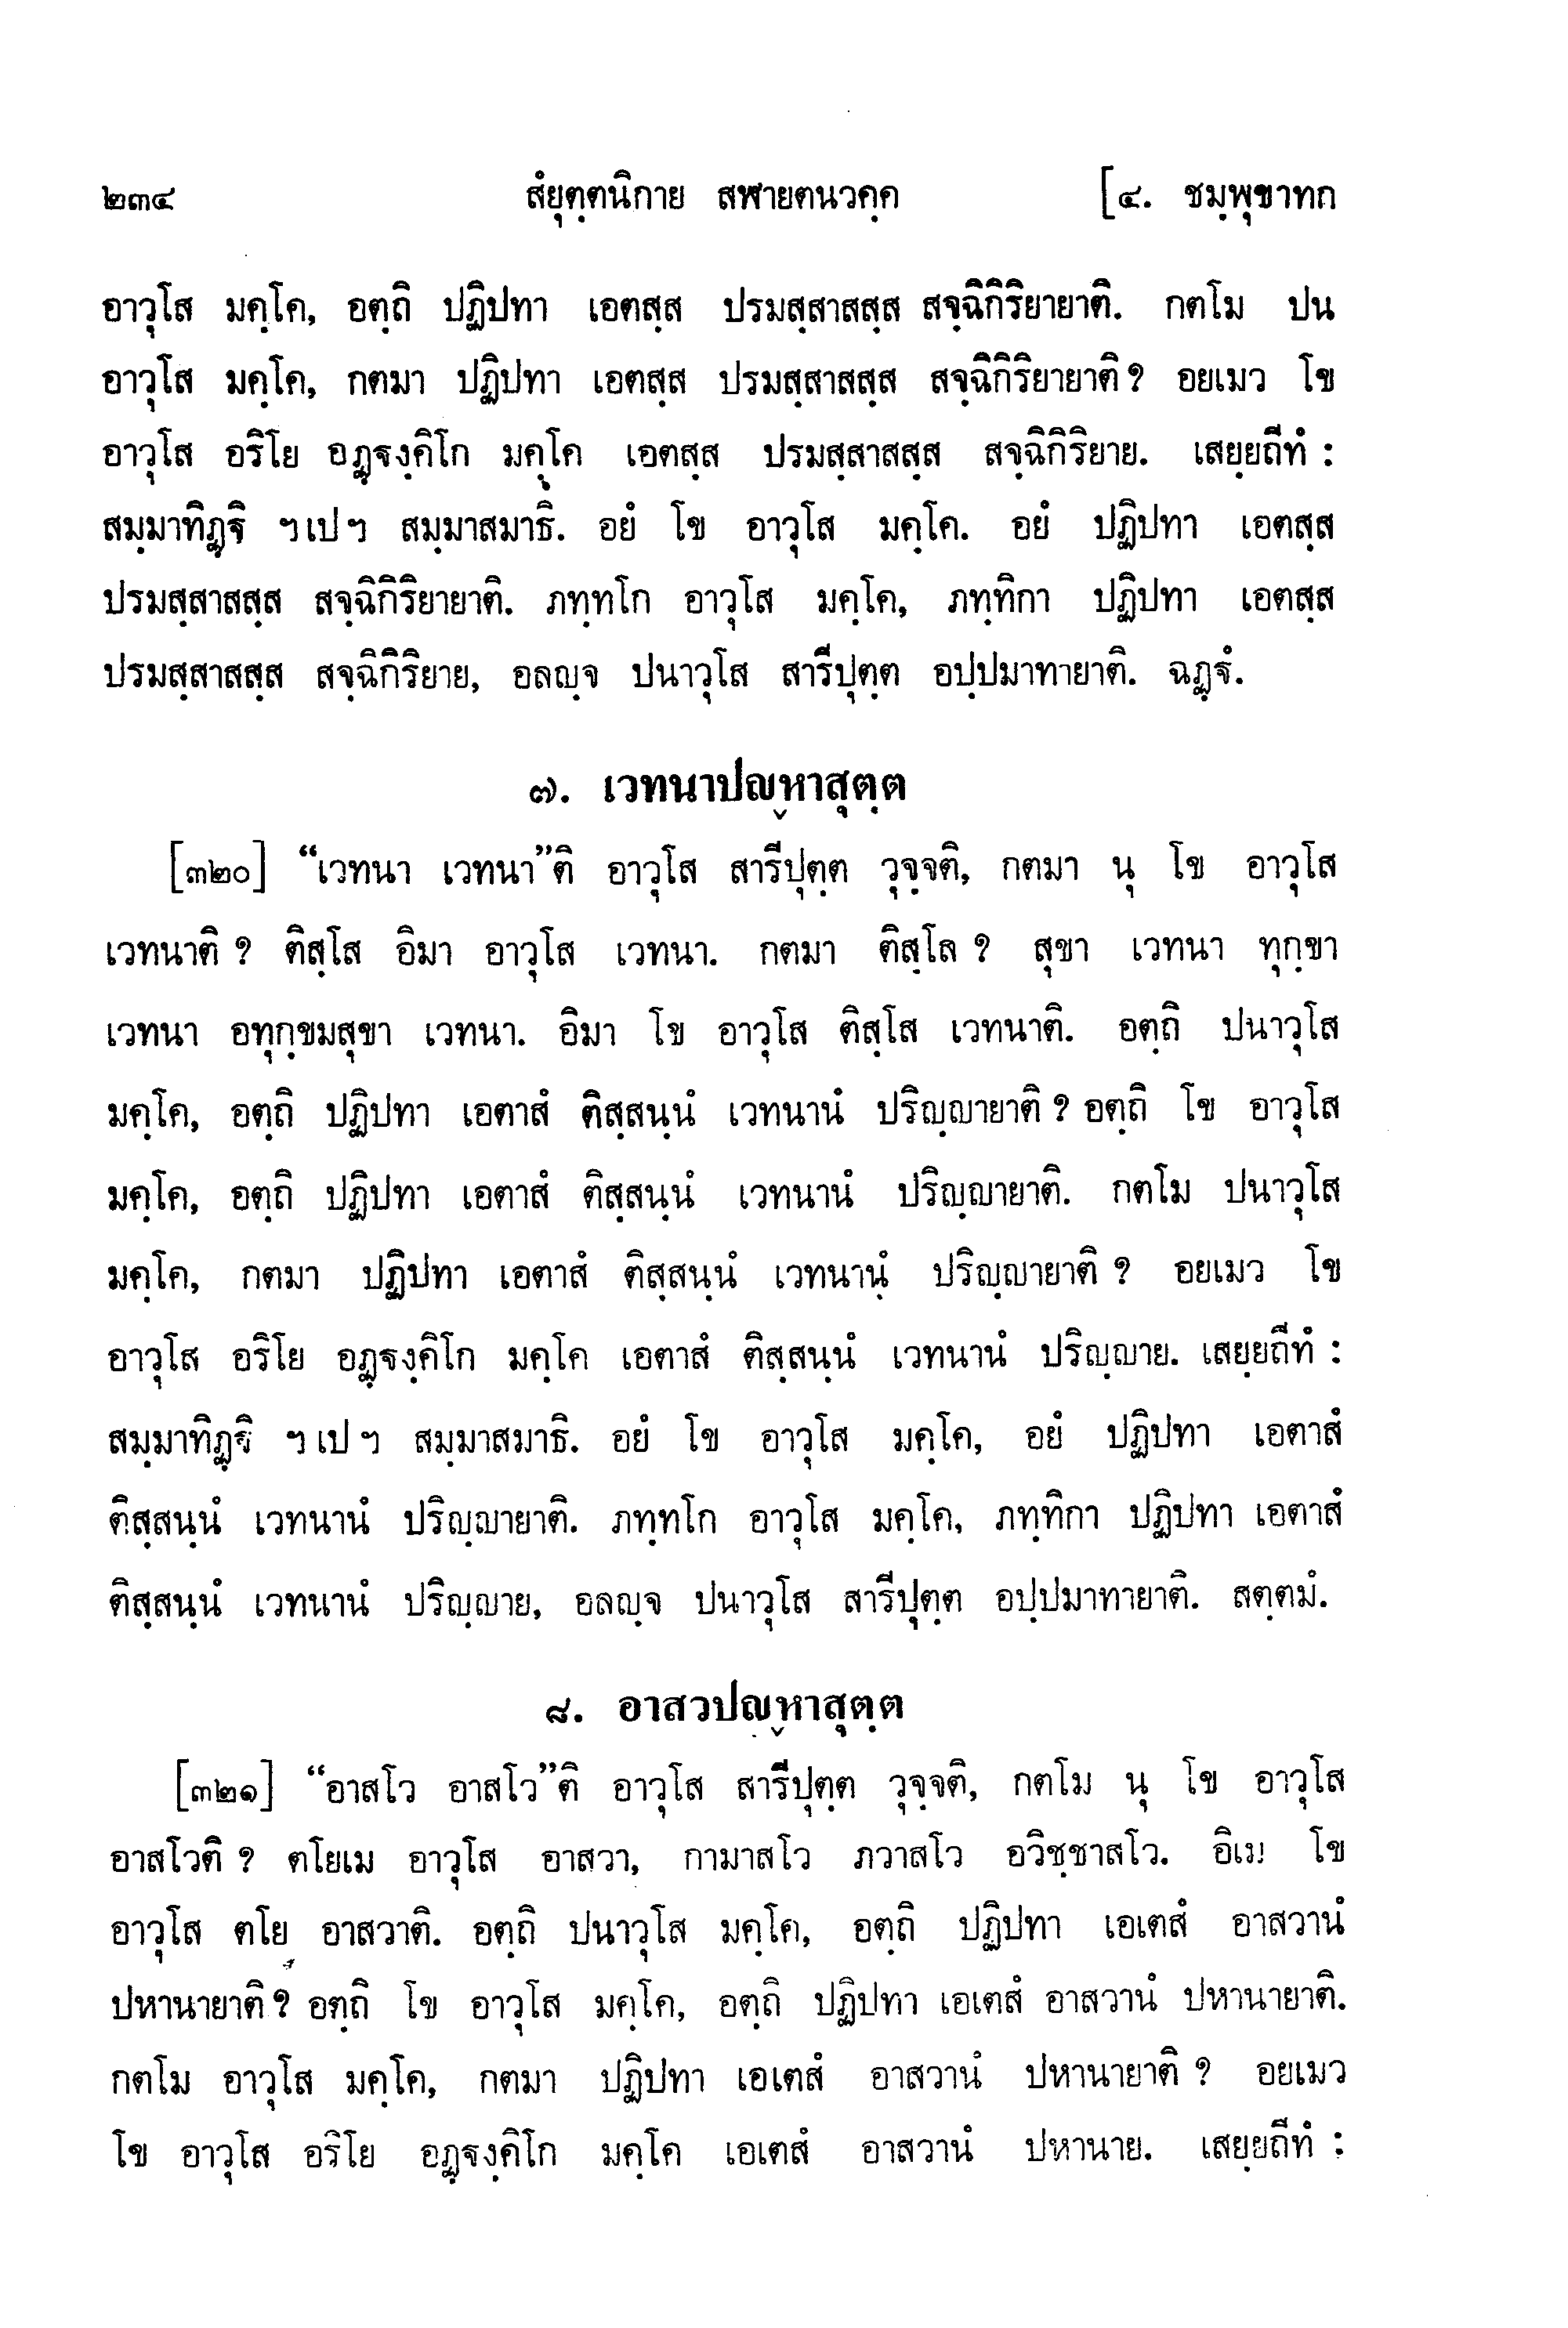 ๒๓๔ สํยุตฺตนิกาย สฬายตนวคฺค [๔. ชมฺพุขาทก
อาวุโส มคฺโค, อตฺถิ ปฏิปทา เอตสฺส ปรมสฺสาสสฺส สจฺฉิกิริยายาติ. กตโม ปน
อาวุโส มคฺโค, กตมา ปฏิปทา เอตสฺส ปรมสฺสาสสฺส สจฺฉิกิริยายาติ ? อยเมว โข
อาวุโส อริโย อฏฺฐงฺคิโก มคฺโค เอตสฺส ปรมสฺสาสสฺส สจฺฉิกิริยาย. เสยฺยถีทํ :
สมฺมาทิฏฺฐิ ฯ เป ฯ สมฺมาสมาธิ. อยํ โข อาวุโส มคฺโค. อยํ ปฏิปทา เอตสฺส
ปรมสฺสาสสฺส สจฺฉิกิริยายาติ. ภทฺทโก อาวุโส มคฺโค, ภทฺทิกา ปฏิปทา เอตสฺส
ปรมสฺสาสสฺส สจฺฉิกิริยาย, อลญฺจ ปนาวุโส สารีปุตฺต อปฺปมาทายาติ. ฉฏฺฐํ.
๗. เวทนาปญฺหาสุตฺต
[๓๒๐] “เวทนา เวทนา”ติ อาวุโส สารีปุตฺต วุจฺจติ, กตมา นุ โข อาวุโส
เวทนาติ ? ติสฺโส อิมา อาวุโส เวทนา. กตมา ติสฺโส ? สุขา เวทนา ทุกฺขา
เวทนา อทุกฺขมสุขา เวทนา. อิมา โข อาวุโส ติสฺโส เวทนาติ. อตฺถิ ปนาวุโส
มคฺโค, อตฺถิ ปฏิปทา เอตาสํ ติสฺสนฺนํ เวทนานํ ปริญฺญายาติ ? อตฺถิ โข อาวุโส
มคฺโค, อตฺถิ ปฏิปทา เอตาสํ ติสฺสนฺนํ เวทนานํ ปริญฺญายาติ. กตโม ปนาวุโส
มคฺโค, กตมา ปฏิปทา เอตาสํ ติสฺสนฺนํ เวทนานฺํ ปริญฺญายาติ ? อยเมว โข
อาวุโส อริโย อฏฺฐงฺคิโก มคฺโค เอตาสํ ติสฺสนฺนํ เวทนานํ ปริญฺญาย. เสยฺยถีทํ :
สมฺมาทิฏฺฐิ ฯ เป ฯ สมฺมาสมาธิ. อยํ โข อาวุโส มคฺโค, อยํ ปฏิปทา เอตาสํ
ติสฺสนฺนํ เวทนานํ ปริญฺญายาติ. ภทฺทโก อาวุโส มคฺโค, ภทฺทิกา ปฏิปทา เอตาสํ
ติสฺสนฺนํ เวทนานํ ปริญฺญาย, อลญฺจ ปนาวุโส สารีปุตฺต อปฺปมาทายาติ. สตฺตมํ.
๘. อาสวปญฺหาสุตฺต
[๓๒๑] “อาสโว อาสโว”ติ อาวุโส สารีปุตฺต วุจฺจติ, กตโม นุ โข อาวุโส
อาสโวติ ? ตโยเม อาวุโส อาสวา, กามาสโว ภวาสโว อวิชฺชาสโว. อิเม โข
อาวุโส ตโย อาสวาติ. อตฺถิ ปนาวุโส มคฺโค, อตฺถิ ปฏิปทา เอเตสํ อาสวานํ
ปหานายาติ ? อตฺถิ โข อาวุโส มคฺโค, อตฺถิ ปฏิปทา เอเตสํ อาสวานํ ปหานายาติ.
กตโม อาวุโส มคฺโค, กตมา ปฏิปทา เอเตสํ อาสวานํ ปหานายาติ ? อยเมว
โข อาวุโส อริโย อฏฺฐงฺคิโก มคฺโค เอเตสํ อาสวานํ ปหานาย. เสยฺยถีทํ :